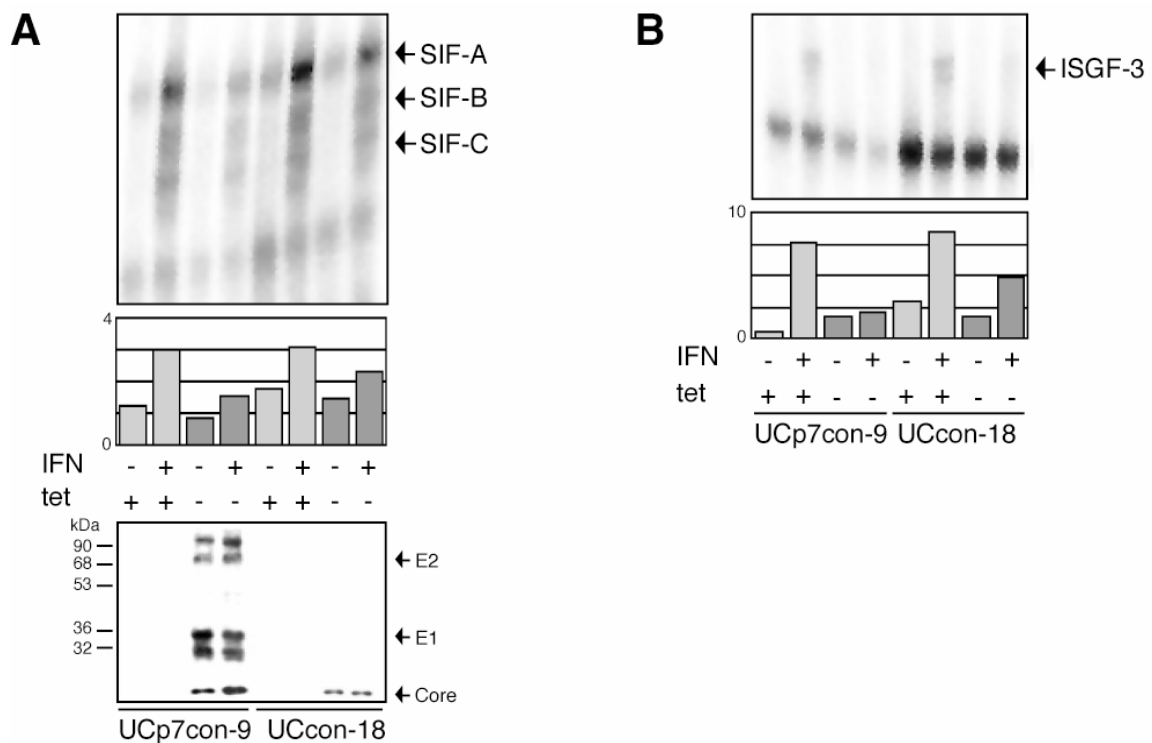 A
SIF-A
SIF-B
SIF-C
4
0
IFN - + - + - + - +
tet + + - - + + - -
kDa
90
68
53
36
32
E2
E1
Core
UCp7con-9 UCcon-18
B
ISGF-3
10
0
IFN - + - + - + - +
tet + + - - + + - -
UCp7con-9 UCcon-18